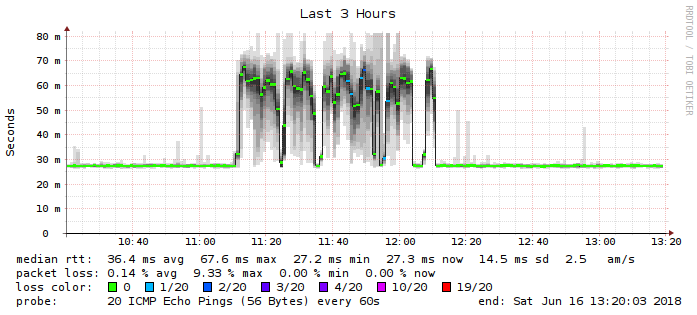 Last 3 Hours
RRDTOOL / TOBI OETIKER
Seconds
80 m
70 m
60 m
50 m
40 m
30 m
20 m
10 m
0
10:40 11:00 11:20 11:40 12:00 12:20 12:40 13:00 13:20
median rtt: 36.4 ms avg 67.6 ms max 27.2 ms min 27.3 ms now 14.5 ms sd 2.5 am/s
packet loss: 0.14 % avg 9.33 % max 0.00 % min 0.00 % now
loss color: 0 1/20 2/20 3/20 4/20 10/20 19/20
probe: 20 ICMP Echo Pings (56 Bytes) every 60s end: Sat Jun 16 13:20:03 2018